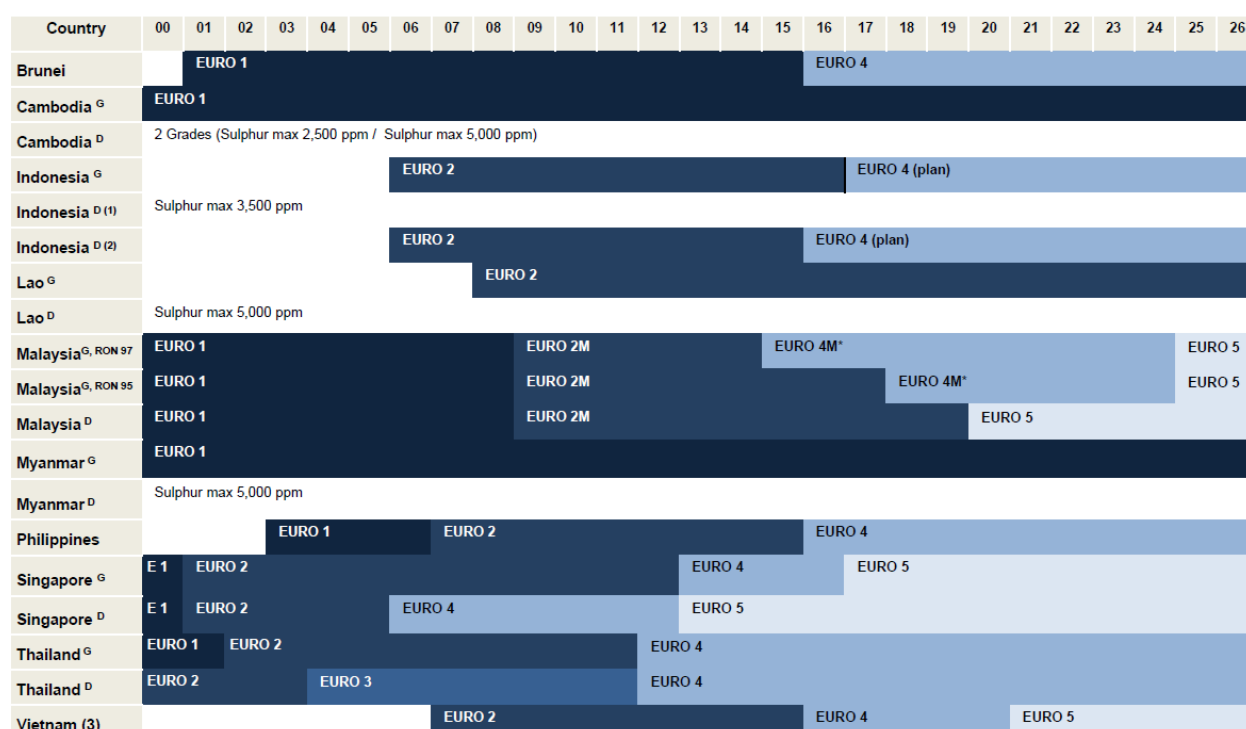 Country 00 01 02 03 04 05 06 07 08 09 10 11 12 13 14 15 16 17 18 19 20 21 22 23 24 25 26
Brunei EURO 1 EURO 4
Cambodia G EURO 1
Cambodia D 2 Grades (Sulphur max 2,500 ppm / Sulphur max 5,000 ppm)
Indonesia G EURO 2 EURO 4 (plan)
Indonesia D (1) Sulphur max 3,500 ppm
Indonesia D (2) EURO 2 EURO 4 (plan)
Lao G EURO 2
Lao D Sulphur max 5,000 ppm
Malaysia G, RON 97 EURO 1 EURO 2M EURO 4M* EURO 5
Malaysia G, RON 95 EURO 1 EURO 2M EURO 4M* EURO 5
Malaysia D EURO 1 EURO 2M EURO 5
Myanmar G EURO 1
Myanmar D Sulphur max 5,000 ppm
Philippines EURO 1 EURO 2 EURO 4
Singapore G E 1 EURO 2 EURO 4 EURO 5
Singapore D E 1 EURO 2 EURO 4 EURO 5
Thailand G EURO 1 EURO 2 EURO 4
Thailand D EURO 2 EURO 3 EURO 4
Vietnam (3) EURO 2 EURO 4 EURO 5